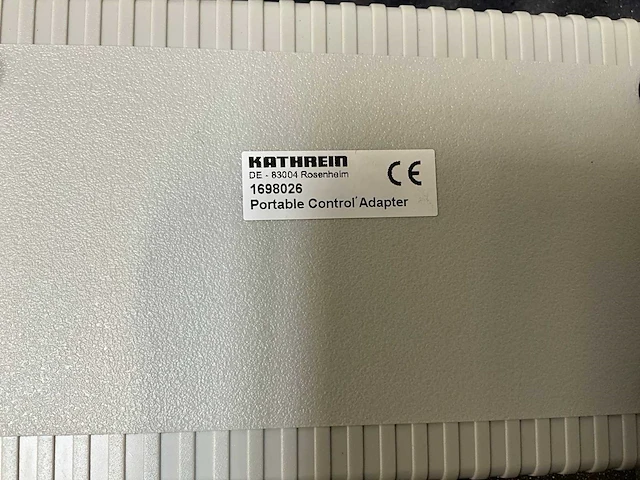 KATHREIN
DE - 83004 Rosenheim
1698026
Portable Control Adapter
CE